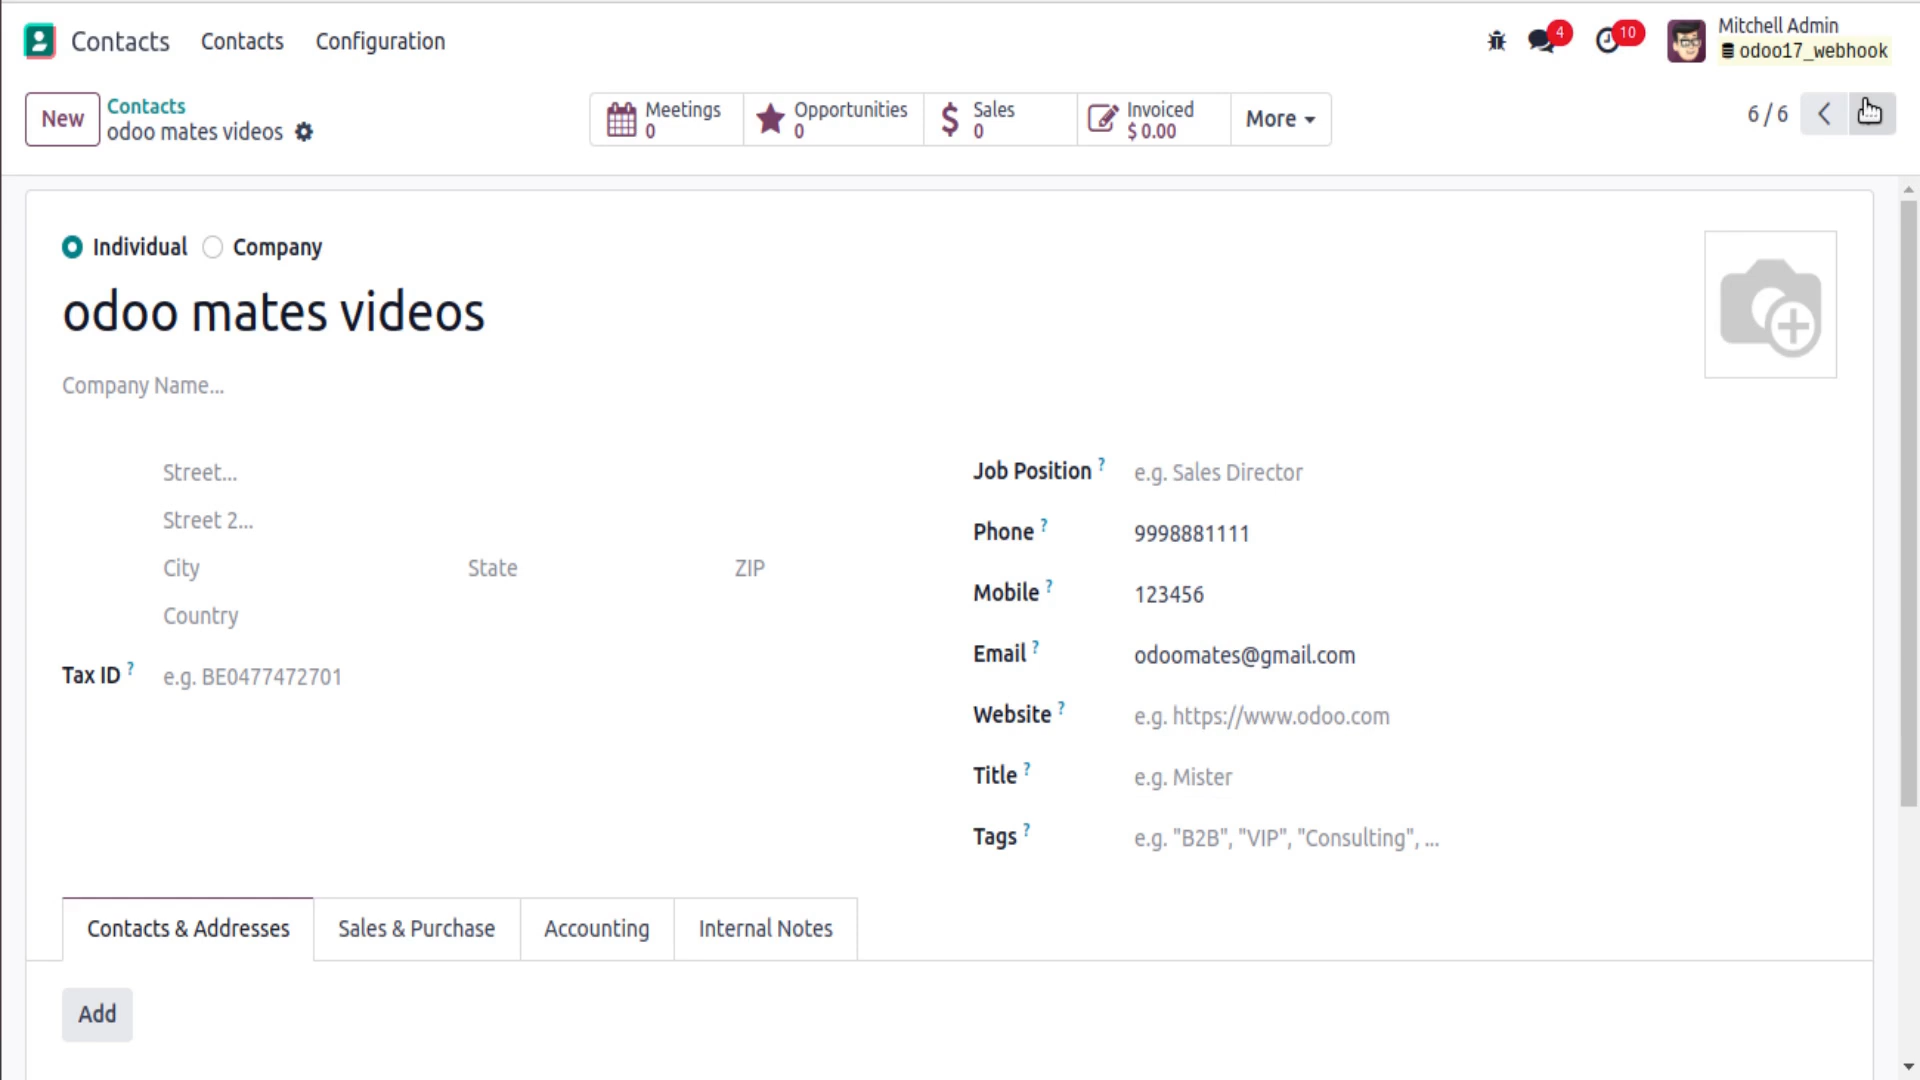 Contacts Contacts Configuration 4 10 Mitchell Admin
odoo17_webhook
New Contacts
odoo mates videos
Meetings
0
Opportunities
0
Sales
0
Invoiced
$ 0.00
More
6 / 6
Individual Company
odoo mates videos
Company Name...
Street...
Street 2...
City State ZIP
Country
Tax ID ? e.g. BE0477472701
Job Position ? e.g. Sales Director
Phone ? 9998881111
Mobile ? 123456
Email ? odoomates@gmail.com
Website ? e.g. https://www.odoo.com
Title ? e.g. Mister
Tags ? e.g. "B2B", "VIP", "Consulting", ...
Contacts & Addresses Sales & Purchase Accounting Internal Notes
Add